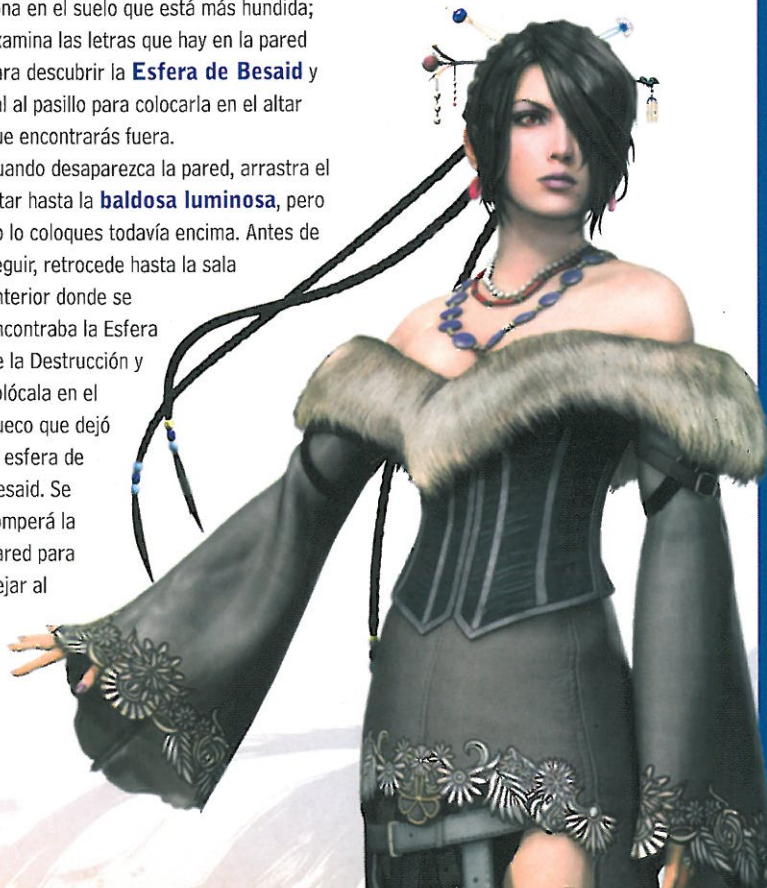 ona en el suelo que está más hundida;
xamina las letras que hay en la pared
ara descubrir la Esfera de Besaid y
al al pasillo para colocarla en el altar
ue encontrarás fuera.
uando desaparezca la pared, arrastra el
tar hasta la baldosa luminosa, pero
o lo coloques todavía encima. Antes de
eguir, retrocede hasta la sala
nterior donde se
ncontraba la Esfera
e la Destrucción y
olócala en el
ueco que dejó
esfera de
esaid. Se
omperá la
ared para
ejar al